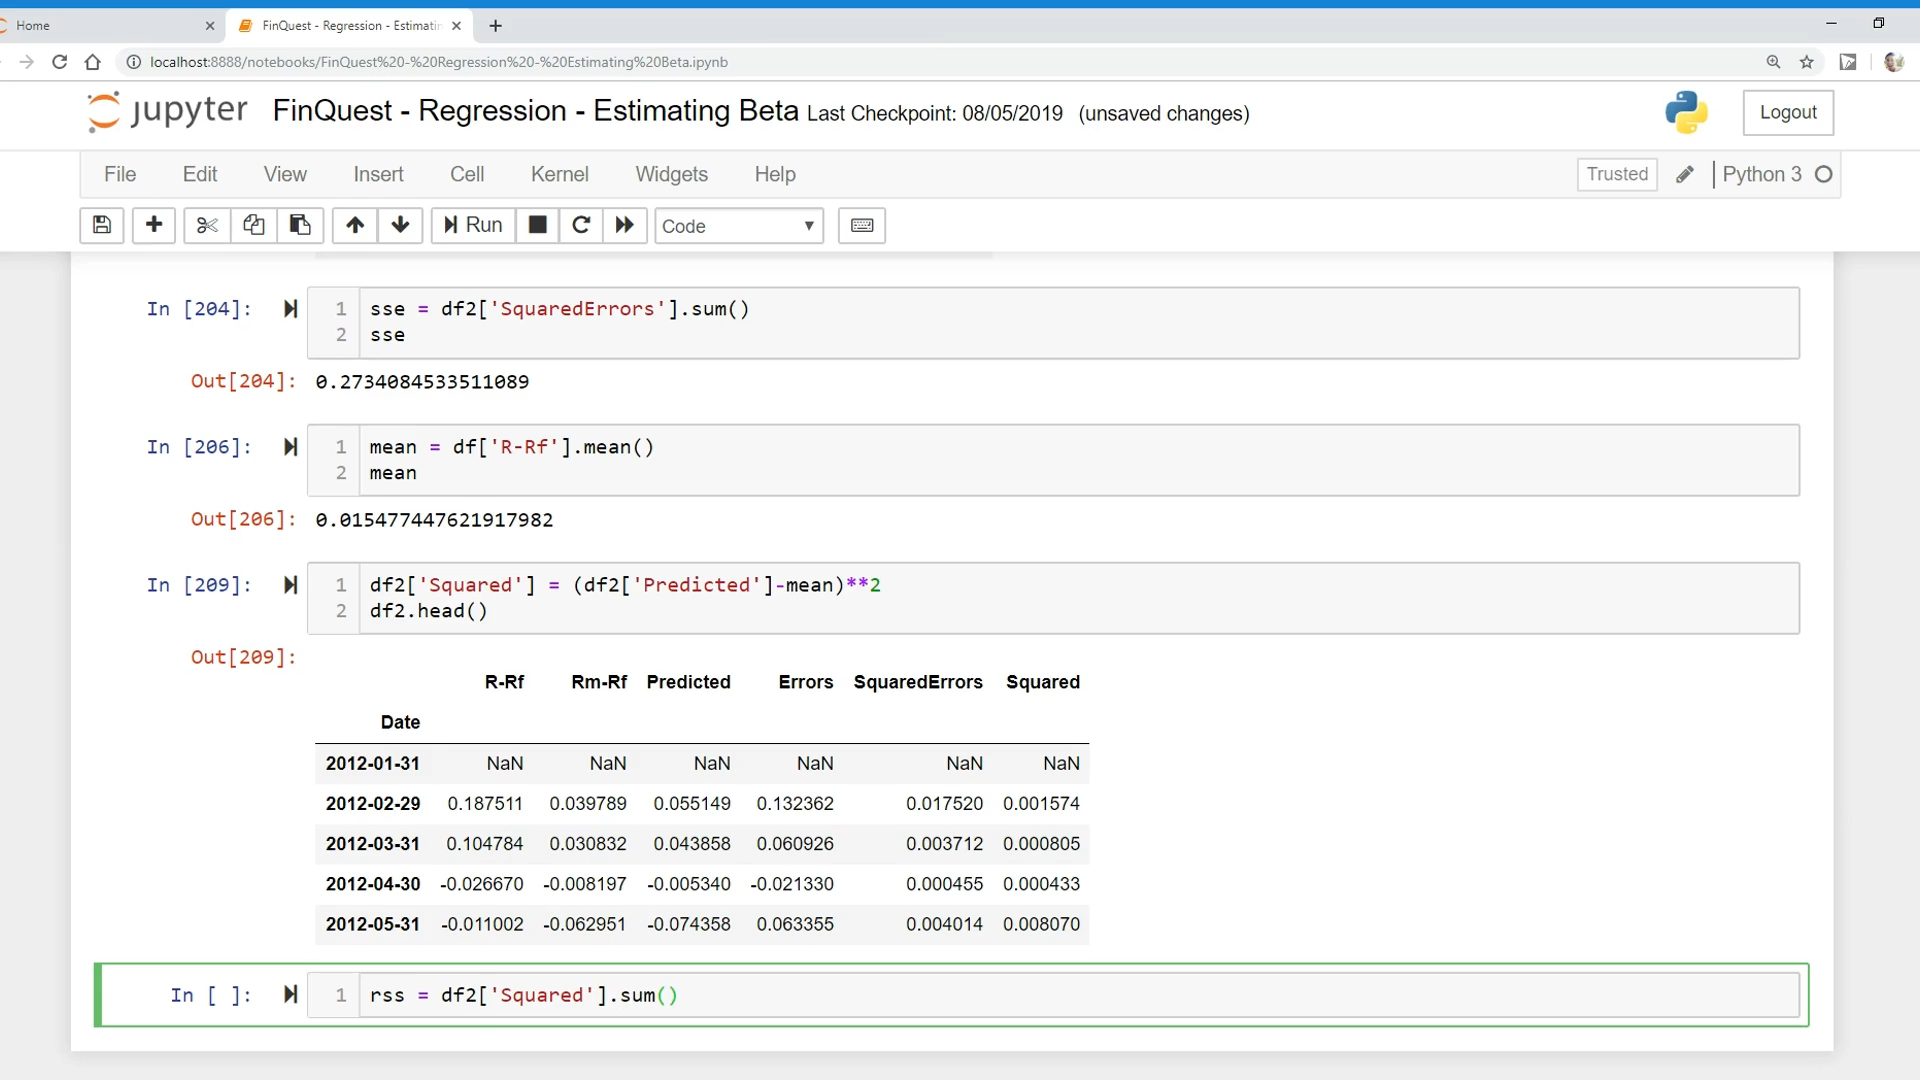 Home
FinQuest - Regression - Estimatin
localhost:8888/notebooks/FinQuest%20-%20Regression%20-%20Estimating%20Beta.ipynb
jupyter FinQuest - Regression - Estimating Beta Last Checkpoint: 08/05/2019 (unsaved changes)
Logout
File Edit View Insert Cell Kernel Widgets Help
Trusted Python 3
Run Code
In [204]: 1 sse = df2['SquaredErrors'].sum()
2 sse
Out[204]: 0.2734084533511089
In [206]: 1 mean = df['R-Rf'].mean()
2 mean
Out[206]: 0.015477447621917982
In [209]: 1 df2['Squared'] = (df2['Predicted']-mean)**2
2 df2.head()
Out[209]:
R-Rf Rm-Rf Predicted Errors SquaredErrors Squared
Date
2012-01-31 NaN NaN NaN NaN NaN NaN
2012-02-29 0.187511 0.039789 0.055149 0.132362 0.017520 0.001574
2012-03-31 0.104784 0.030832 0.043858 0.060926 0.003712 0.000805
2012-04-30 -0.026670 -0.008197 -0.005340 -0.021330 0.000455 0.000433
2012-05-31 -0.011002 -0.062951 -0.074358 0.063355 0.004014 0.008070
In [ ]: 1 rss = df2['Squared'].sum()